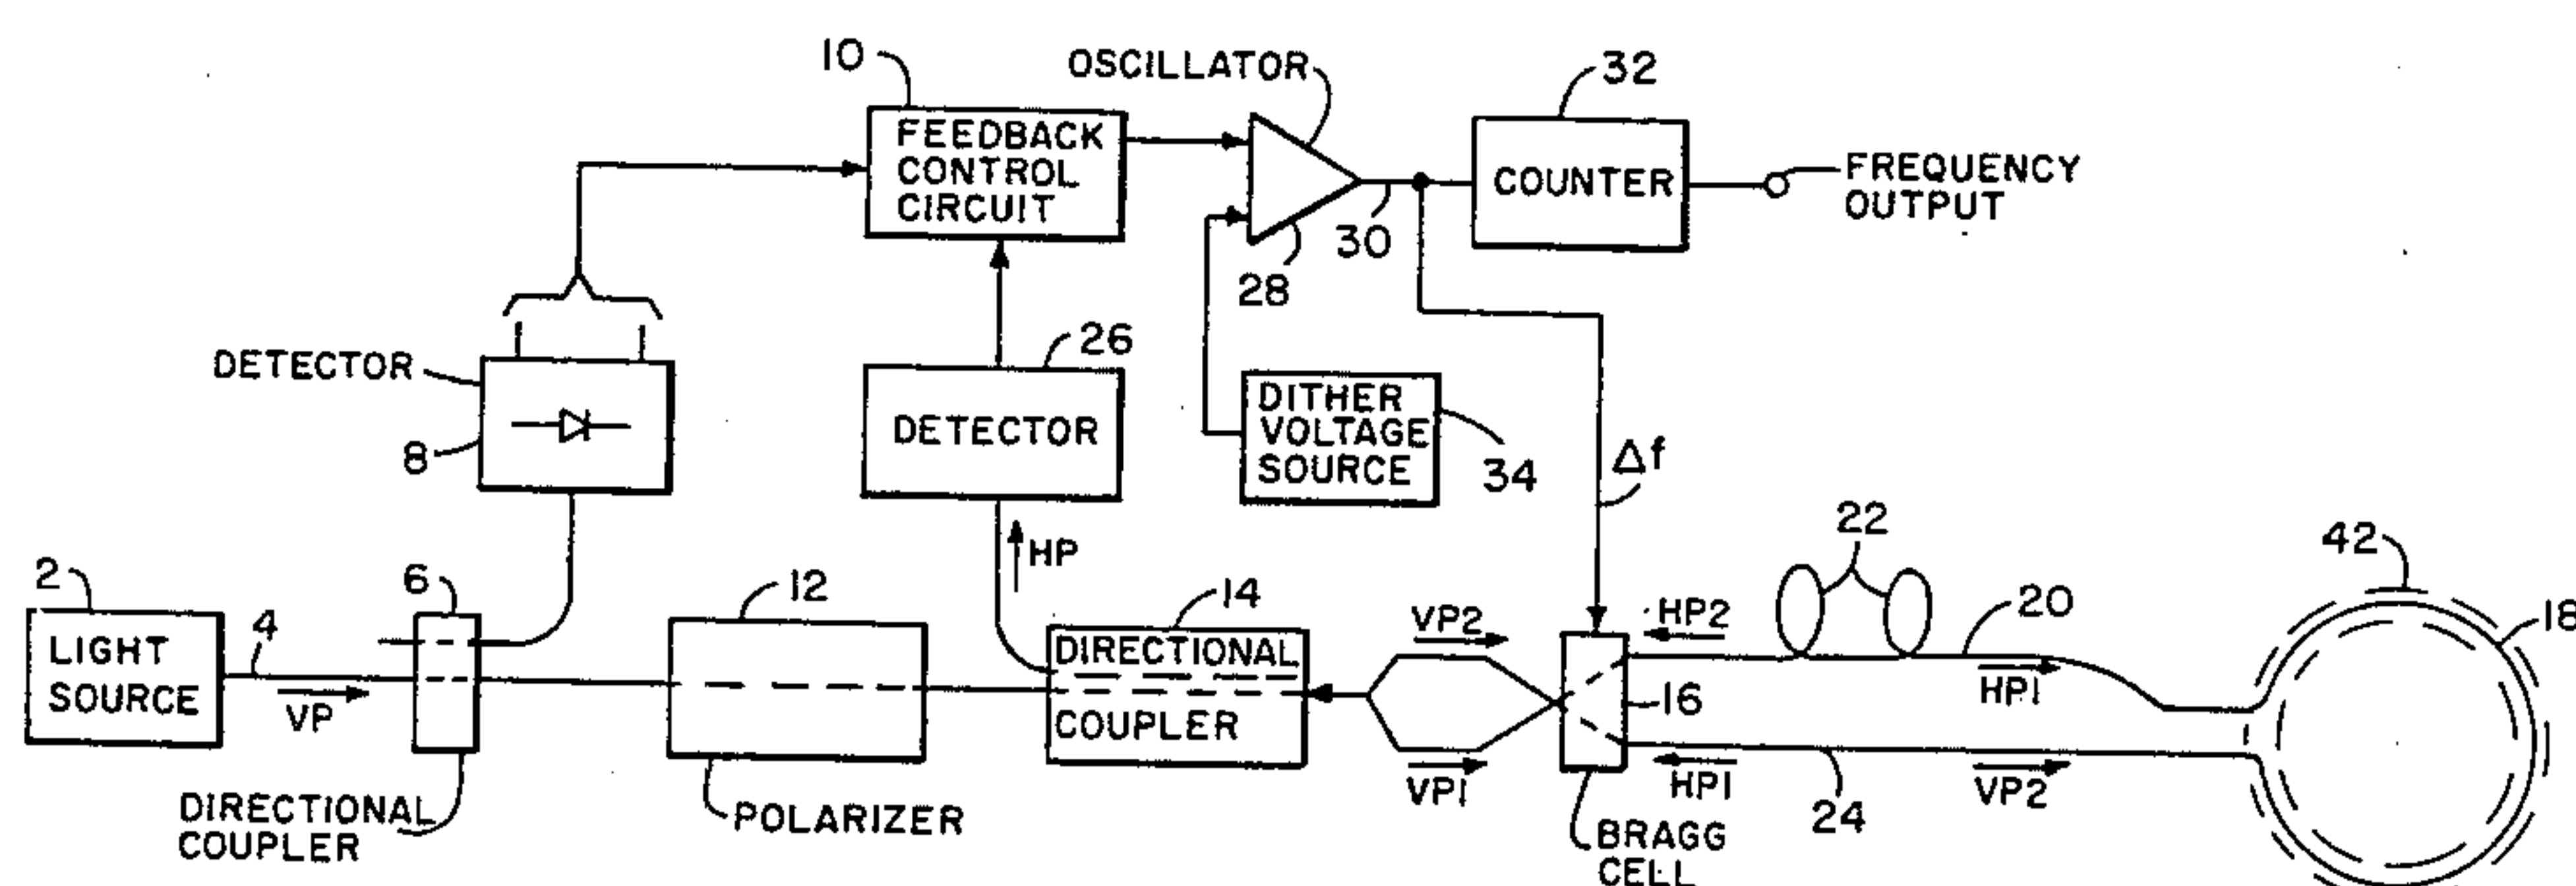 10
OSCILLATOR
32
FEEDBACK
CONTROL
CIRCUIT
COUNTER
FREQUENCY
OUTPUT
30
28
DETECTOR
8
26
DETECTOR
DITHER
VOLTAGE
SOURCE
34
Δf
22
42
2
LIGHT
SOURCE
4
VP
6
12
HP
14
DIRECTIONAL
COUPLER
VP2
VP1
HP2
16
HP1
20
HP1
24
VP2
18
DIRECTIONAL
COUPLER
POLARIZER
BRAGG
CELL